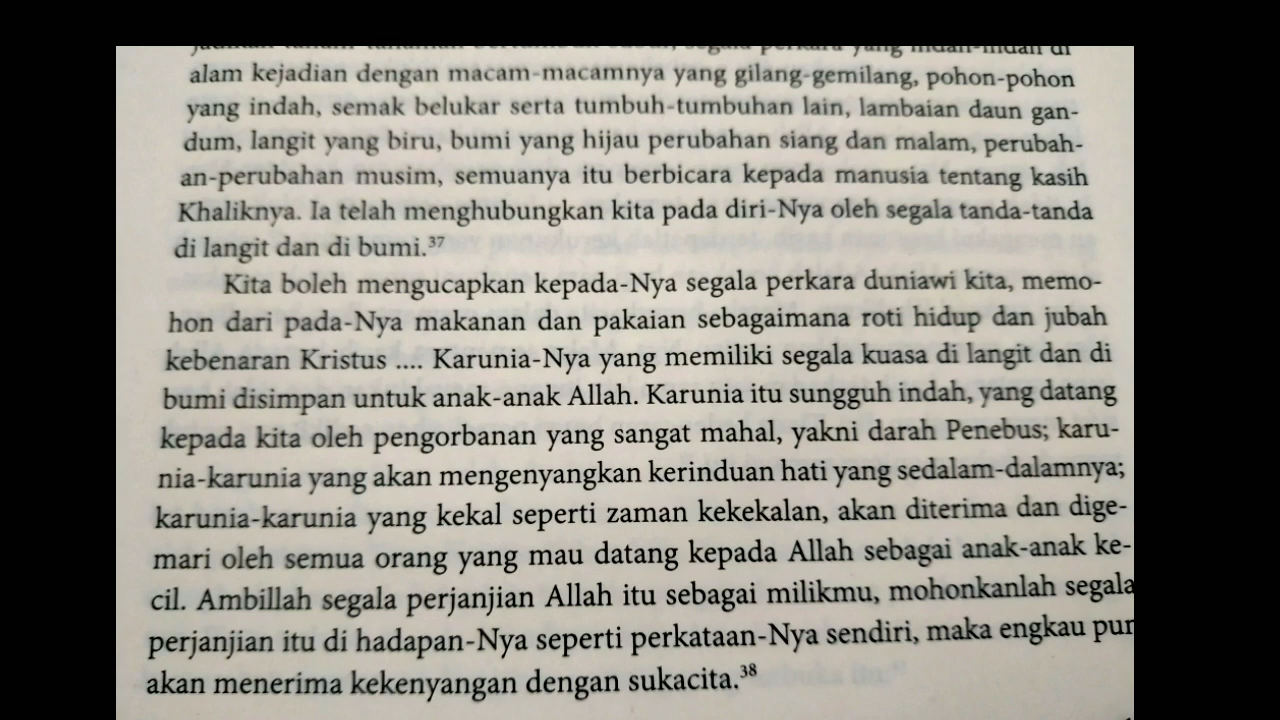 yang indah-indah di
alam kejadian dengan macam-macamnya yang gilang-gemilang, pohon-pohon
yang indah, semak belukar serta tumbuh-tumbuhan lain, lambaian daun gan-
dum, langit yang biru, bumi yang hijau perubahan siang dan malam, perubah-
an-perubahan musim, semuanya itu berbicara kepada manusia tentang kasih
Khaliknya. Ia telah menghubungkan kita pada diri-Nya oleh segala tanda-tanda
di langit dan di bumi.³⁷
Kita boleh mengucapkan kepada-Nya segala perkara duniawi kita, memo-
hon dari pada-Nya makanan dan pakaian sebagaimana roti hidup dan jubah
kebenaran Kristus .... Karunia-Nya yang memiliki segala kuasa di langit dan di
bumi disimpan untuk anak-anak Allah. Karunia itu sungguh indah, yang datang
kepada kita oleh pengorbanan yang sangat mahal, yakni darah Penebus; karu-
nia-karunia yang akan mengenyangkan kerinduan hati yang sedalam-dalamnya;
karunia-karunia yang kekal seperti zaman kekekalan, akan diterima dan dige-
mari oleh semua orang yang mau datang kepada Allah sebagai anak-anak ke-
cil. Ambillah segala perjanjian Allah itu sebagai milikmu, mohonkanlah segala
perjanjian itu di hadapan-Nya seperti perkataan-Nya sendiri, maka engkau pun
akan menerima kekenyangan dengan sukacita.³⁸